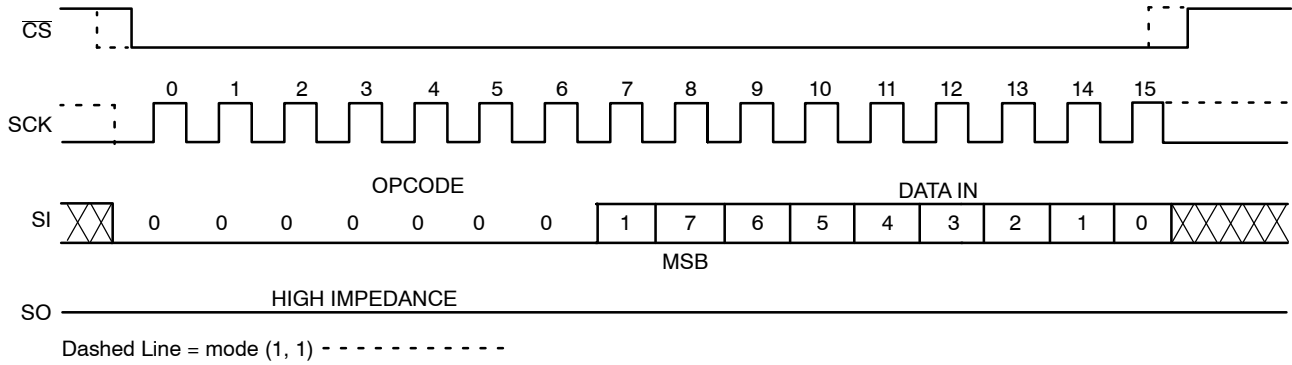 CS
0 1 2 3 4 5 6 7 8 9 10 11 12 13 14 15
SCK
OPCODE DATA IN
SI 0 0 0 0 0 0 0 1 7 6 5 4 3 2 1 0
MSB
HIGH IMPEDANCE
SO
Dashed Line = mode (1, 1)